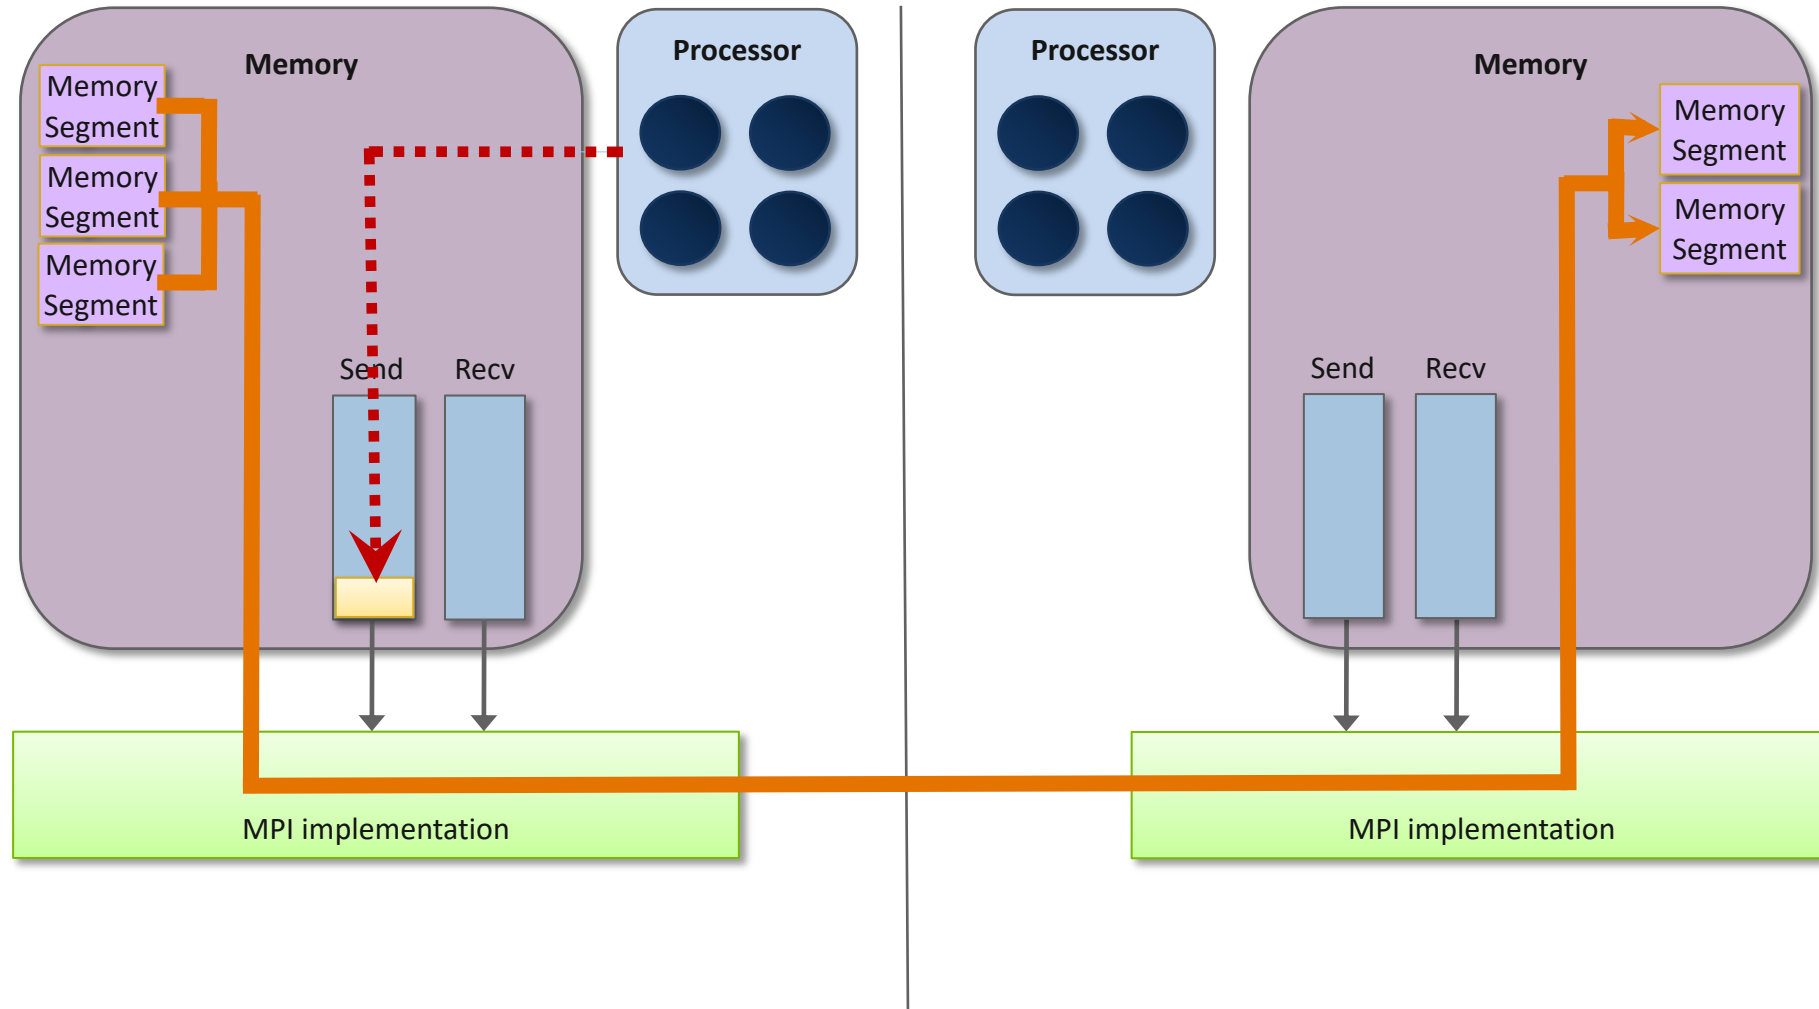 Memory
Memory
Segment
Memory
Segment
Memory
Segment
Send
Recv
Processor
MPI implementation
Processor
Memory
Memory
Segment
Memory
Segment
Send
Recv
MPI implementation